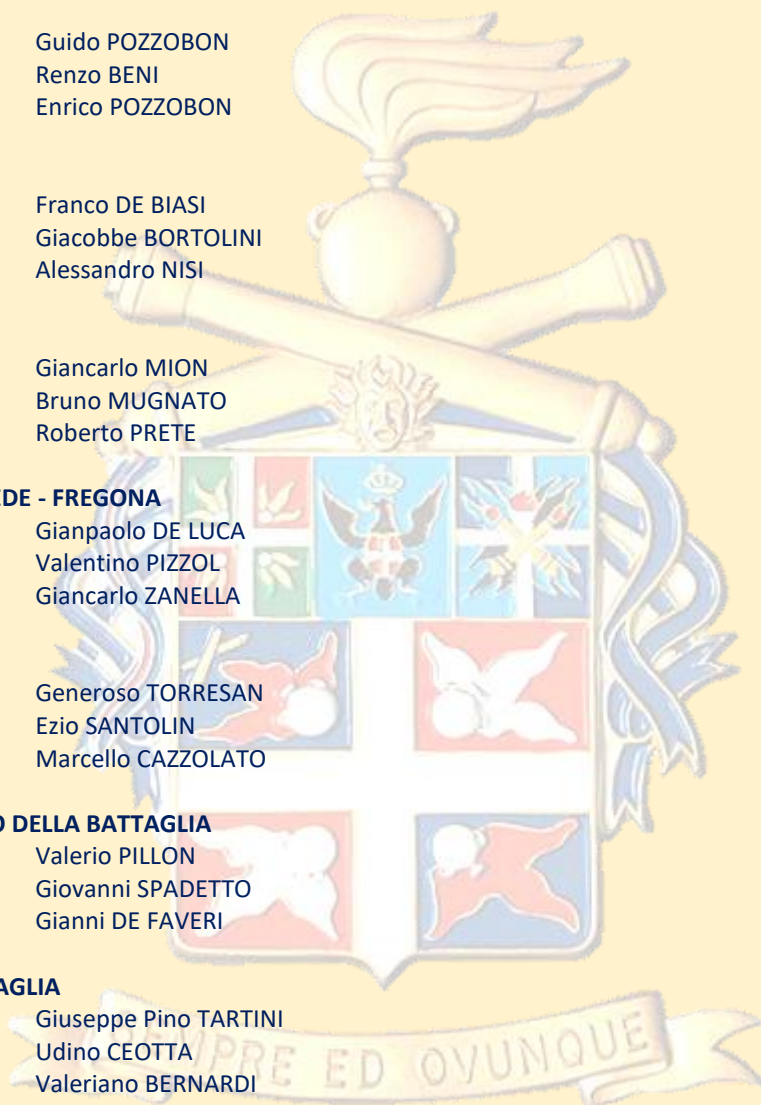 Guido POZZOBON
Renzo BENI
Enrico POZZOBON
Franco DE BIASI
Giacobbe BORTOLINI
Alessandro NISI
Giancarlo MION
Bruno MUGNATO
Roberto PRETE
EDE - FREGONA
Gianpaolo DE LUCA
Valentino PIZZOL
Giancarlo ZANELLA
Generoso TORRESAN
Ezio SANTOLIN
Marcello CAZZOLATO
O DELLA BATTAGLIA
Valerio PILLON
Giovanni SPADETTO
Gianni DE FAVERI
AGLIA
Giuseppe Pino TARTINI
Udino CEOTTA
Valeriano BERNARDI
SEMPRE ED OVUNQUE